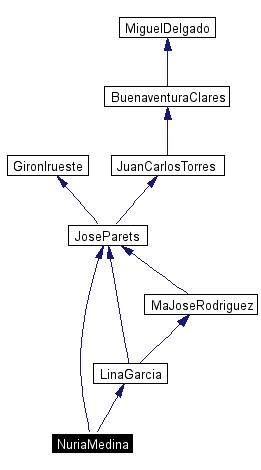 MiguelDelgado
BuenaventuraClares
GironIrueste
JuanCarlosTorres
JoseParets
MaJoseRodriguez
LinaGarcia
NuriaMedina